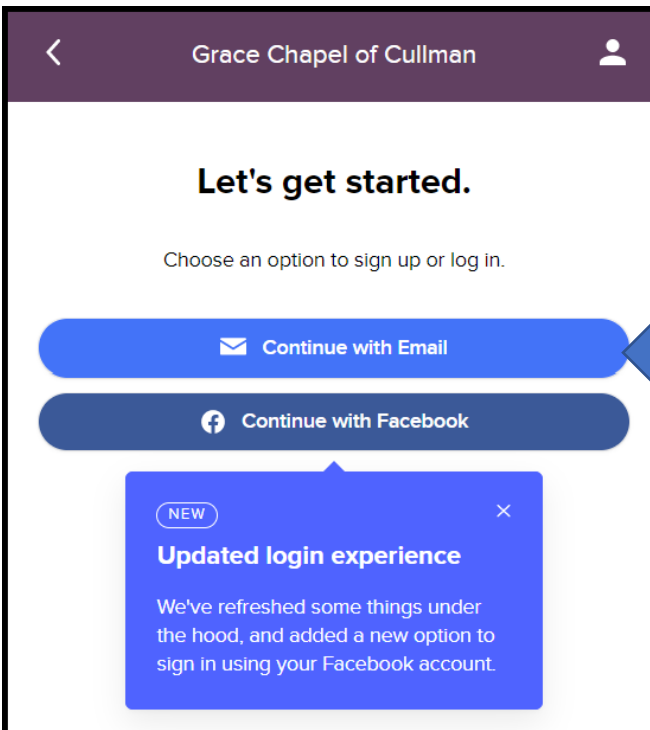 Grace Chapel of Cullman
Let's get started.
Choose an option to sign up or log in.
Continue with Email
Continue with Facebook
NEW
Updated login experience
We've refreshed some things under
the hood, and added a new option to
sign in using your Facebook account.